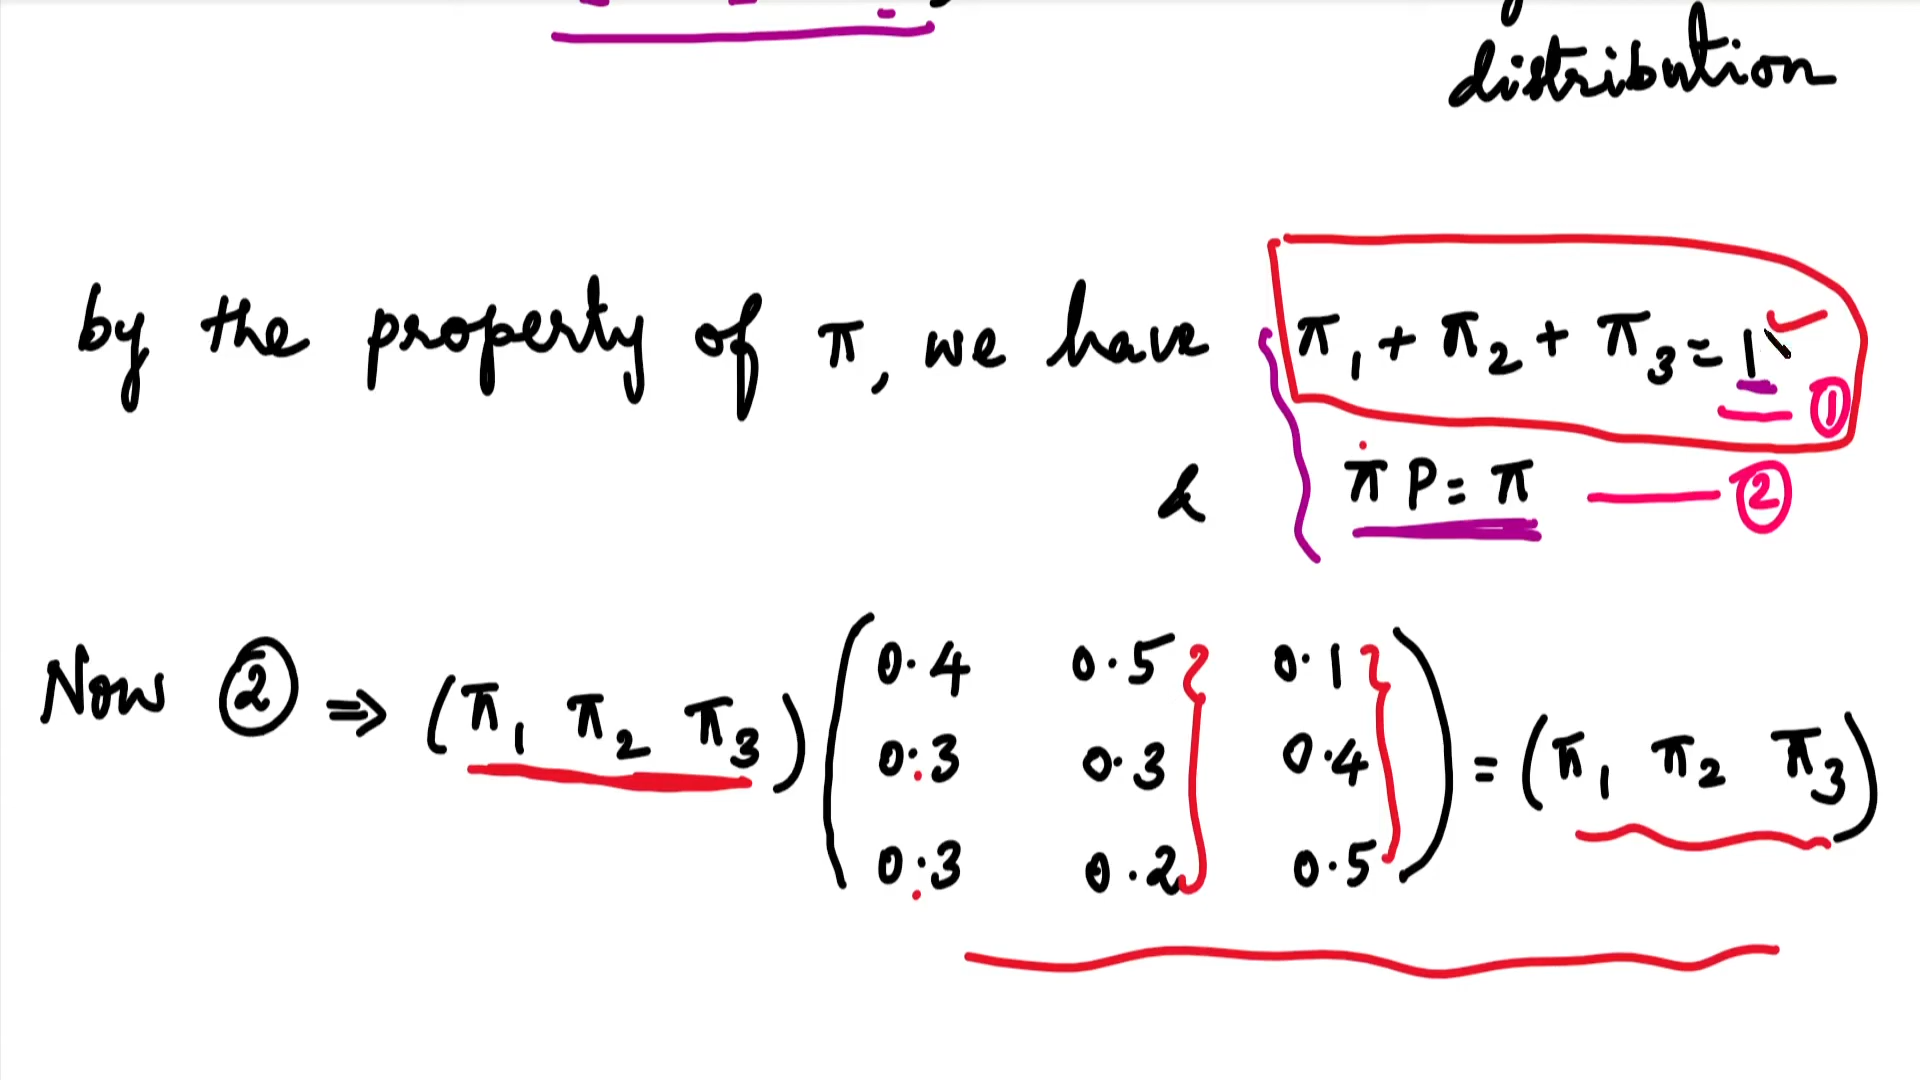 distribution
by the property of π, we have π₁ + π₂ + π₃ = 1 ①
& πP = π — ②
Now ② ⇒ (π₁ π₂ π₃) (0.4 0.5 0.1
0.3 0.3 0.4
0.3 0.2 0.5) = (π₁ π₂ π₃)